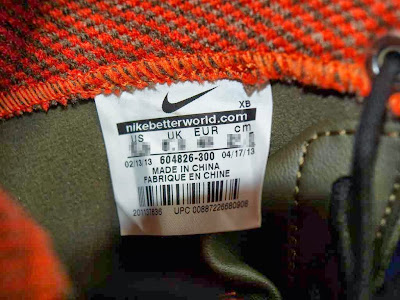 XB
nikebetterworld.com
US UK EUR cm
02/13/13 604826-300 04/17/13
MADE IN CHINA
FABRIQUE EN CHINE
UPC 00887226680908